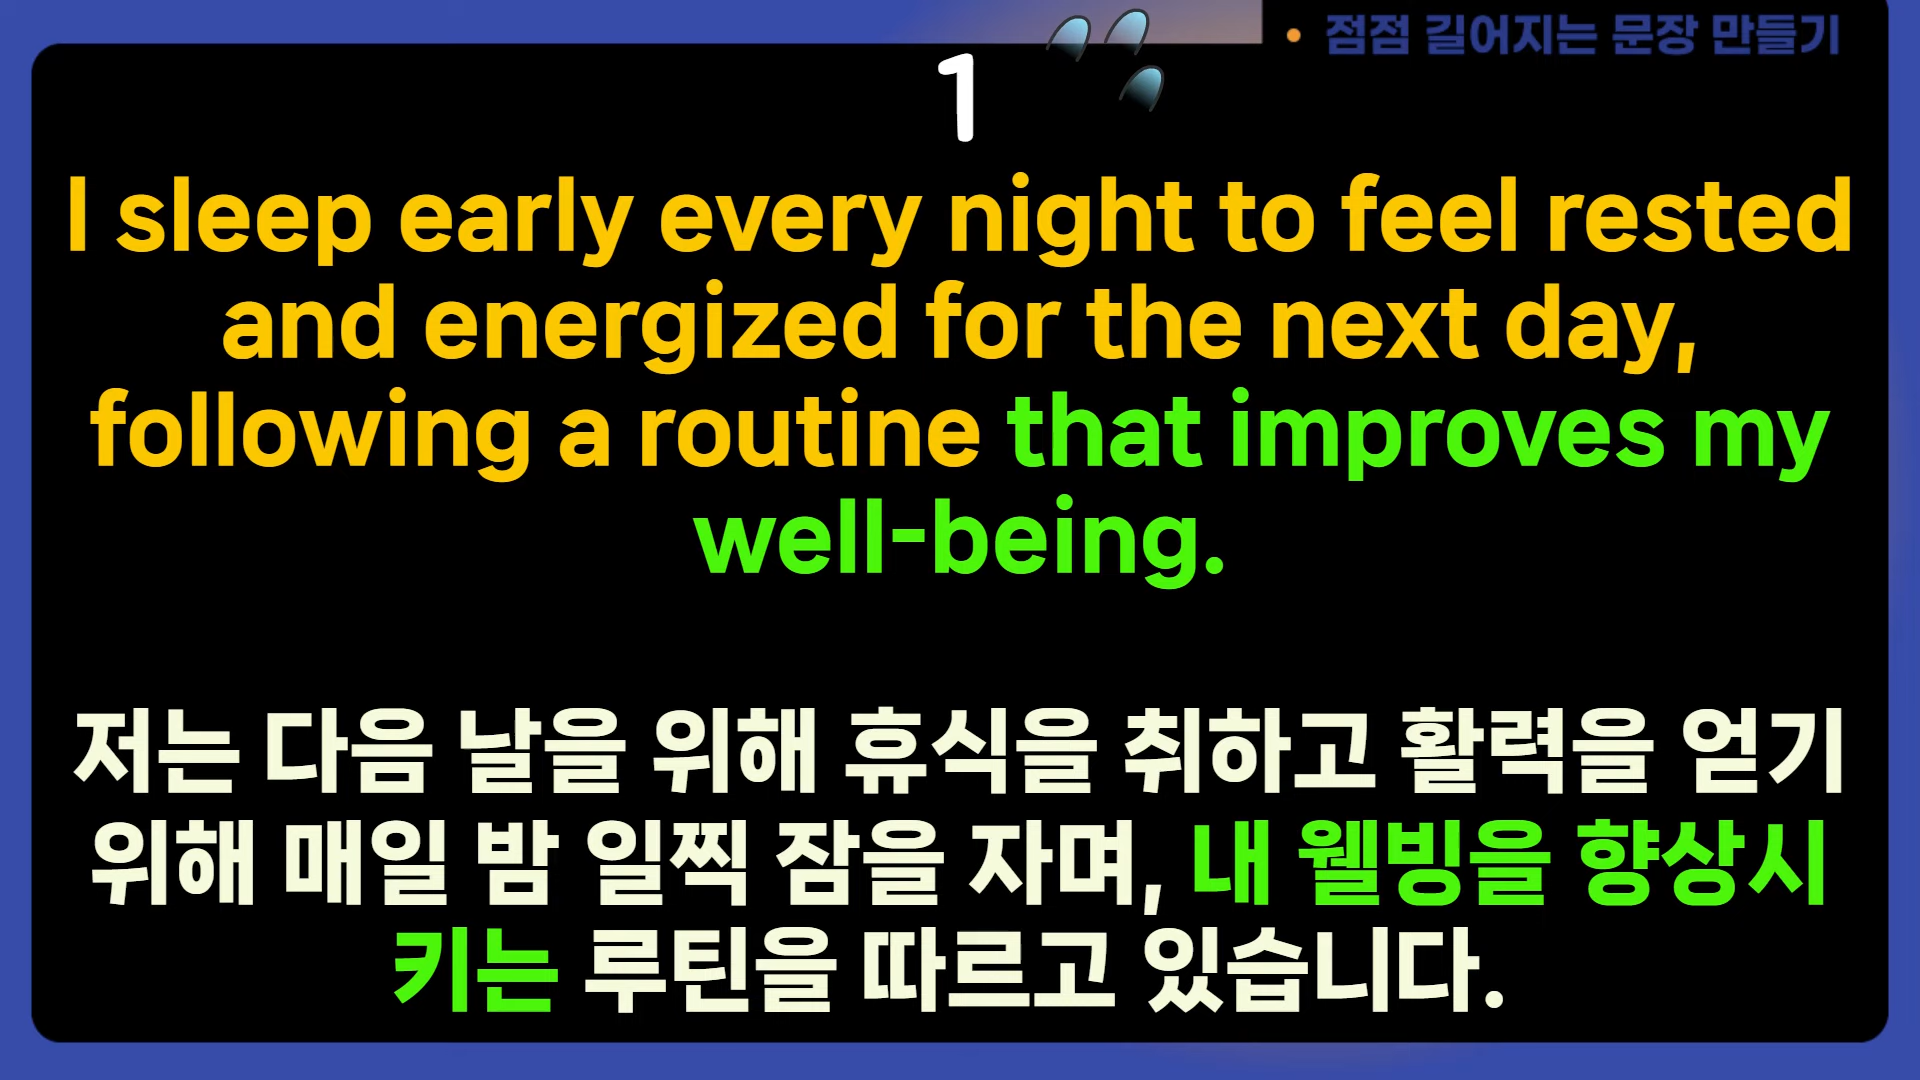 • 점점 길어지는 문장 만들기
1
I sleep early every night to feel rested
and energized for the next day,
following a routine that improves my
well-being.
저는 다음 날을 위해 휴식을 취하고 활력을 얻기
위해 매일 밤 일찍 잠을 자며, 내 웰빙을 향상시
키는 루틴을 따르고 있습니다.